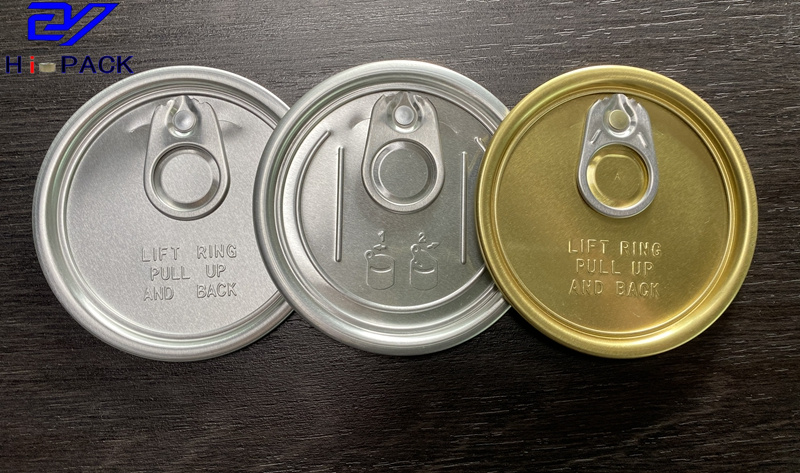 Hi PACK
LIFT RING
PULL UP
AND BACK
1
2
LIFT RING
PULL UP
AND BACK
A